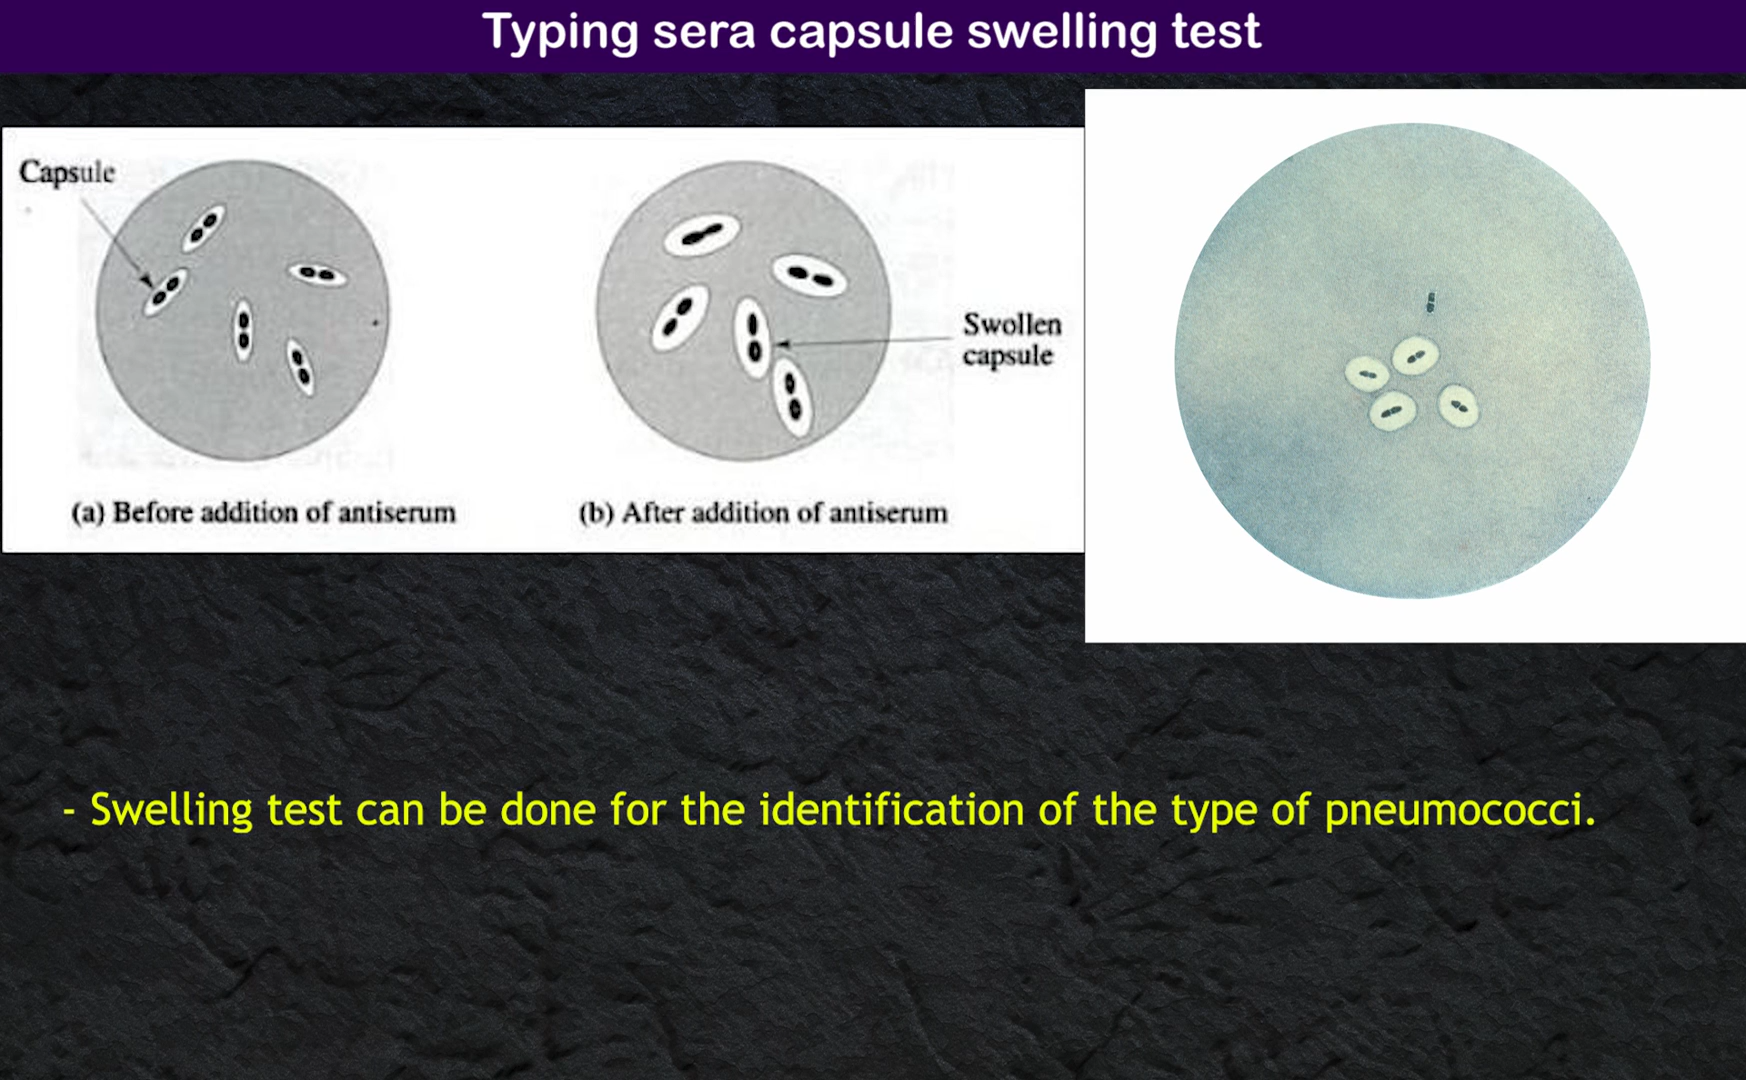 Typing sera capsule swelling test
Capsule
Swollen
capsule
(a) Before addition of antiserum
(b) After addition of antiserum
- Swelling test can be done for the identification of the type of pneumococci.